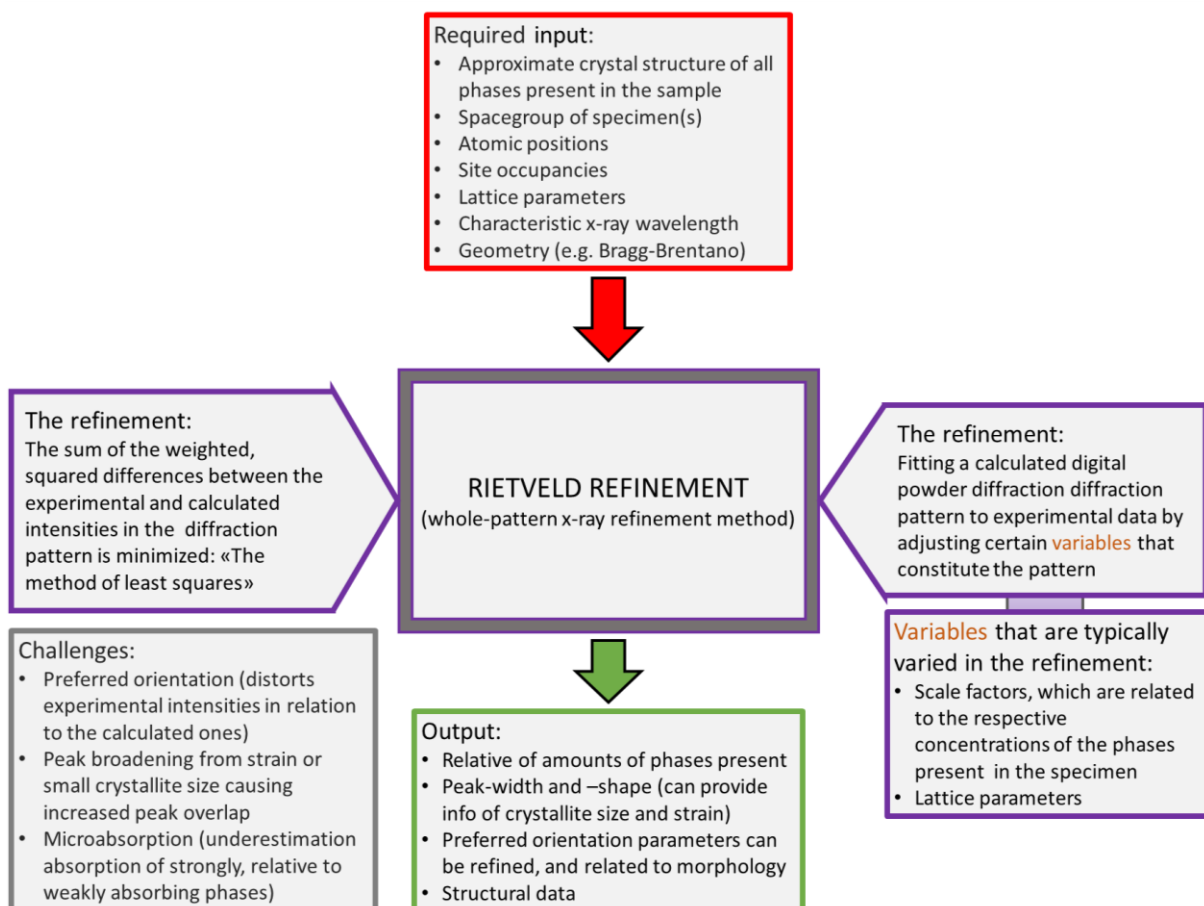 Required input:
• Approximate crystal structure of all
phases present in the sample
• Spacegroup of specimen(s)
• Atomic positions
• Site occupancies
• Lattice parameters
• Characteristic x-ray wavelength
• Geometry (e.g. Bragg-Brentano)
The refinement:
The sum of the weighted,
squared differences between the
experimental and calculated
intensities in the diffraction
pattern is minimized: «The
method of least squares»
RIETVELD REFINEMENT
(whole-pattern x-ray refinement method)
The refinement:
Fitting a calculated digital
powder diffraction diffraction
pattern to experimental data by
adjusting certain variables that
constitute the pattern
Challenges:
• Preferred orientation (distorts
experimental intensities in relation
to the calculated ones)
• Peak broadening from strain or
small crystallite size causing
increased peak overlap
• Microabsorption (underestimation
absorption of strongly, relative to
weakly absorbing phases)
Output:
• Relative of amounts of phases present
• Peak-width and –shape (can provide
info of crystallite size and strain)
• Preferred orientation parameters can
be refined, and related to morphology
• Structural data
Variables that are typically
varied in the refinement:
• Scale factors, which are related
to the respective
concentrations of the phases
present in the specimen
• Lattice parameters